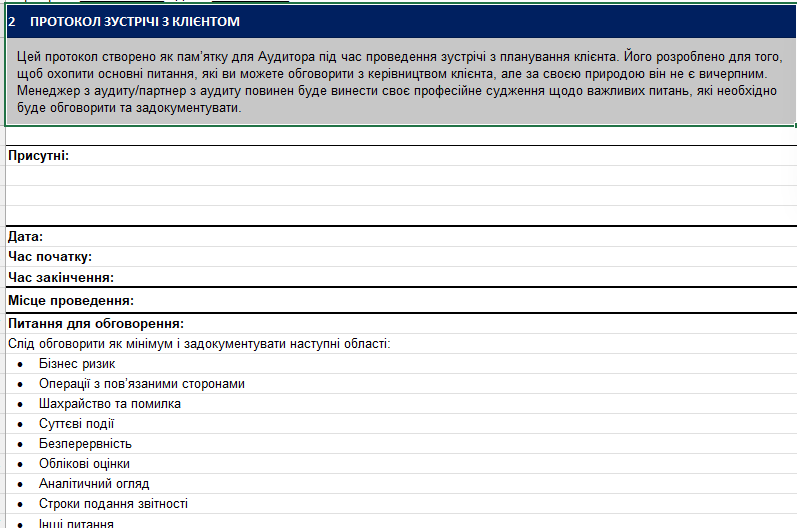 2 ПРОТОКОЛ ЗУСТРІЧІ З КЛІЄНТОМ
Цей протокол створено як пам’ятку для Аудитора під час проведення зустрічі з планування клієнта. Його розроблено для того,
щоб охопити основні питання, які ви можете обговорити з керівництвом клієнта, але за своєю природою він не є вичерпним.
Менеджер з аудиту/партнер з аудиту повинен буде винести своє професійне судження щодо важливих питань, які необхідно
буде обговорити та задокументувати.
Присутні:
Дата:
Час початку:
Час закінчення:
Місце проведення:
Питання для обговорення:
Слід обговорити як мінімум і задокументувати наступні області:
• Бізнес ризик
• Операції з пов’язаними сторонами
• Шахрайство та помилка
• Суттєві події
• Безперервність
• Облікові оцінки
• Аналітичний огляд
• Строки подання звітності
• Інші питання